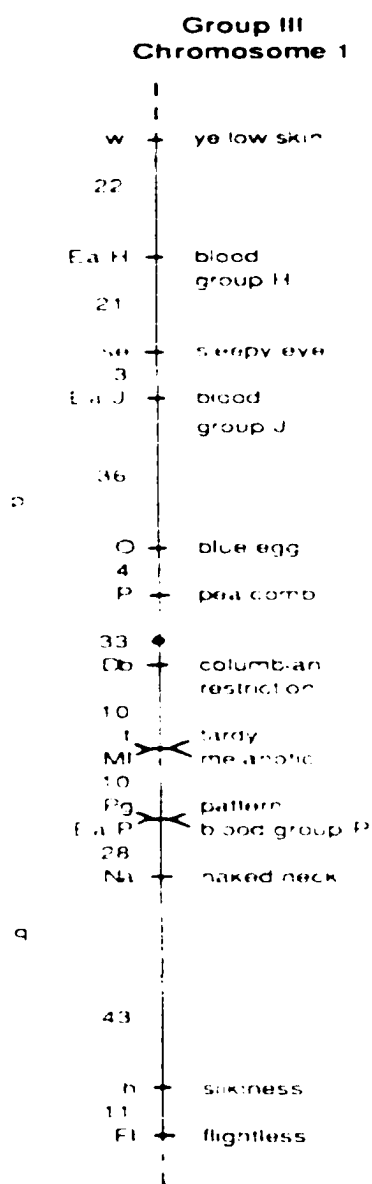 Group III
Chromosome 1
w yellow skin
22
Ea H blood
group H
21
se sleepy eye
3
Ea J blood
group J
36
p
O blue egg
4
P pea comb
33
Db columbian
restriction
10
t tardy
Ml melanotic
10
Pg pattern
Ea P blood group P
28
Na naked neck
q
43
h silkiness
11
Fl flightless